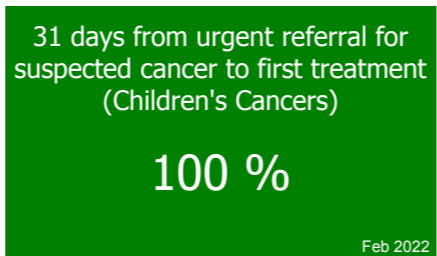 31 days from urgent referral for
suspected cancer to first treatment
(Children's Cancers)
100 %
Feb 2022